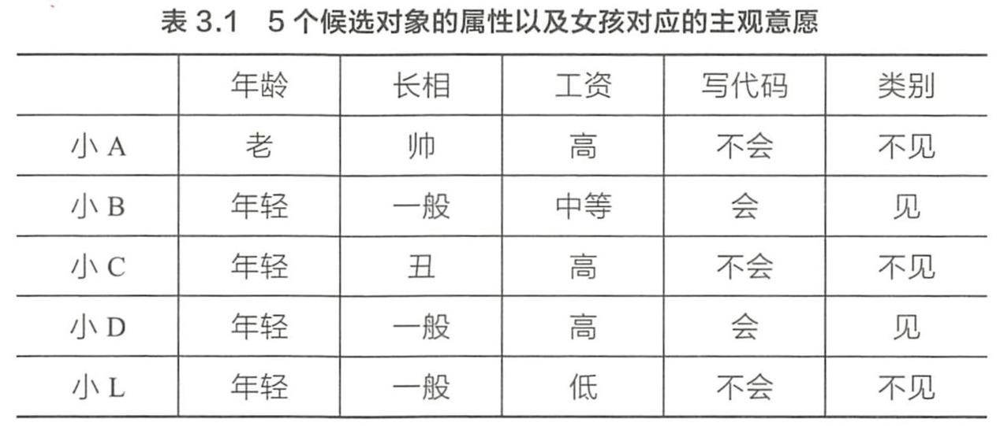 表 3.1 5 个候选对象的属性以及女孩对应的主观意愿
年龄 长相 工资 写代码 类别
小 A 老 帅 高 不会 不见
小 B 年轻 一般 中等 会 见
小 C 年轻 丑 高 不会 不见
小 D 年轻 一般 高 会 见
小 L 年轻 一般 低 不会 不见